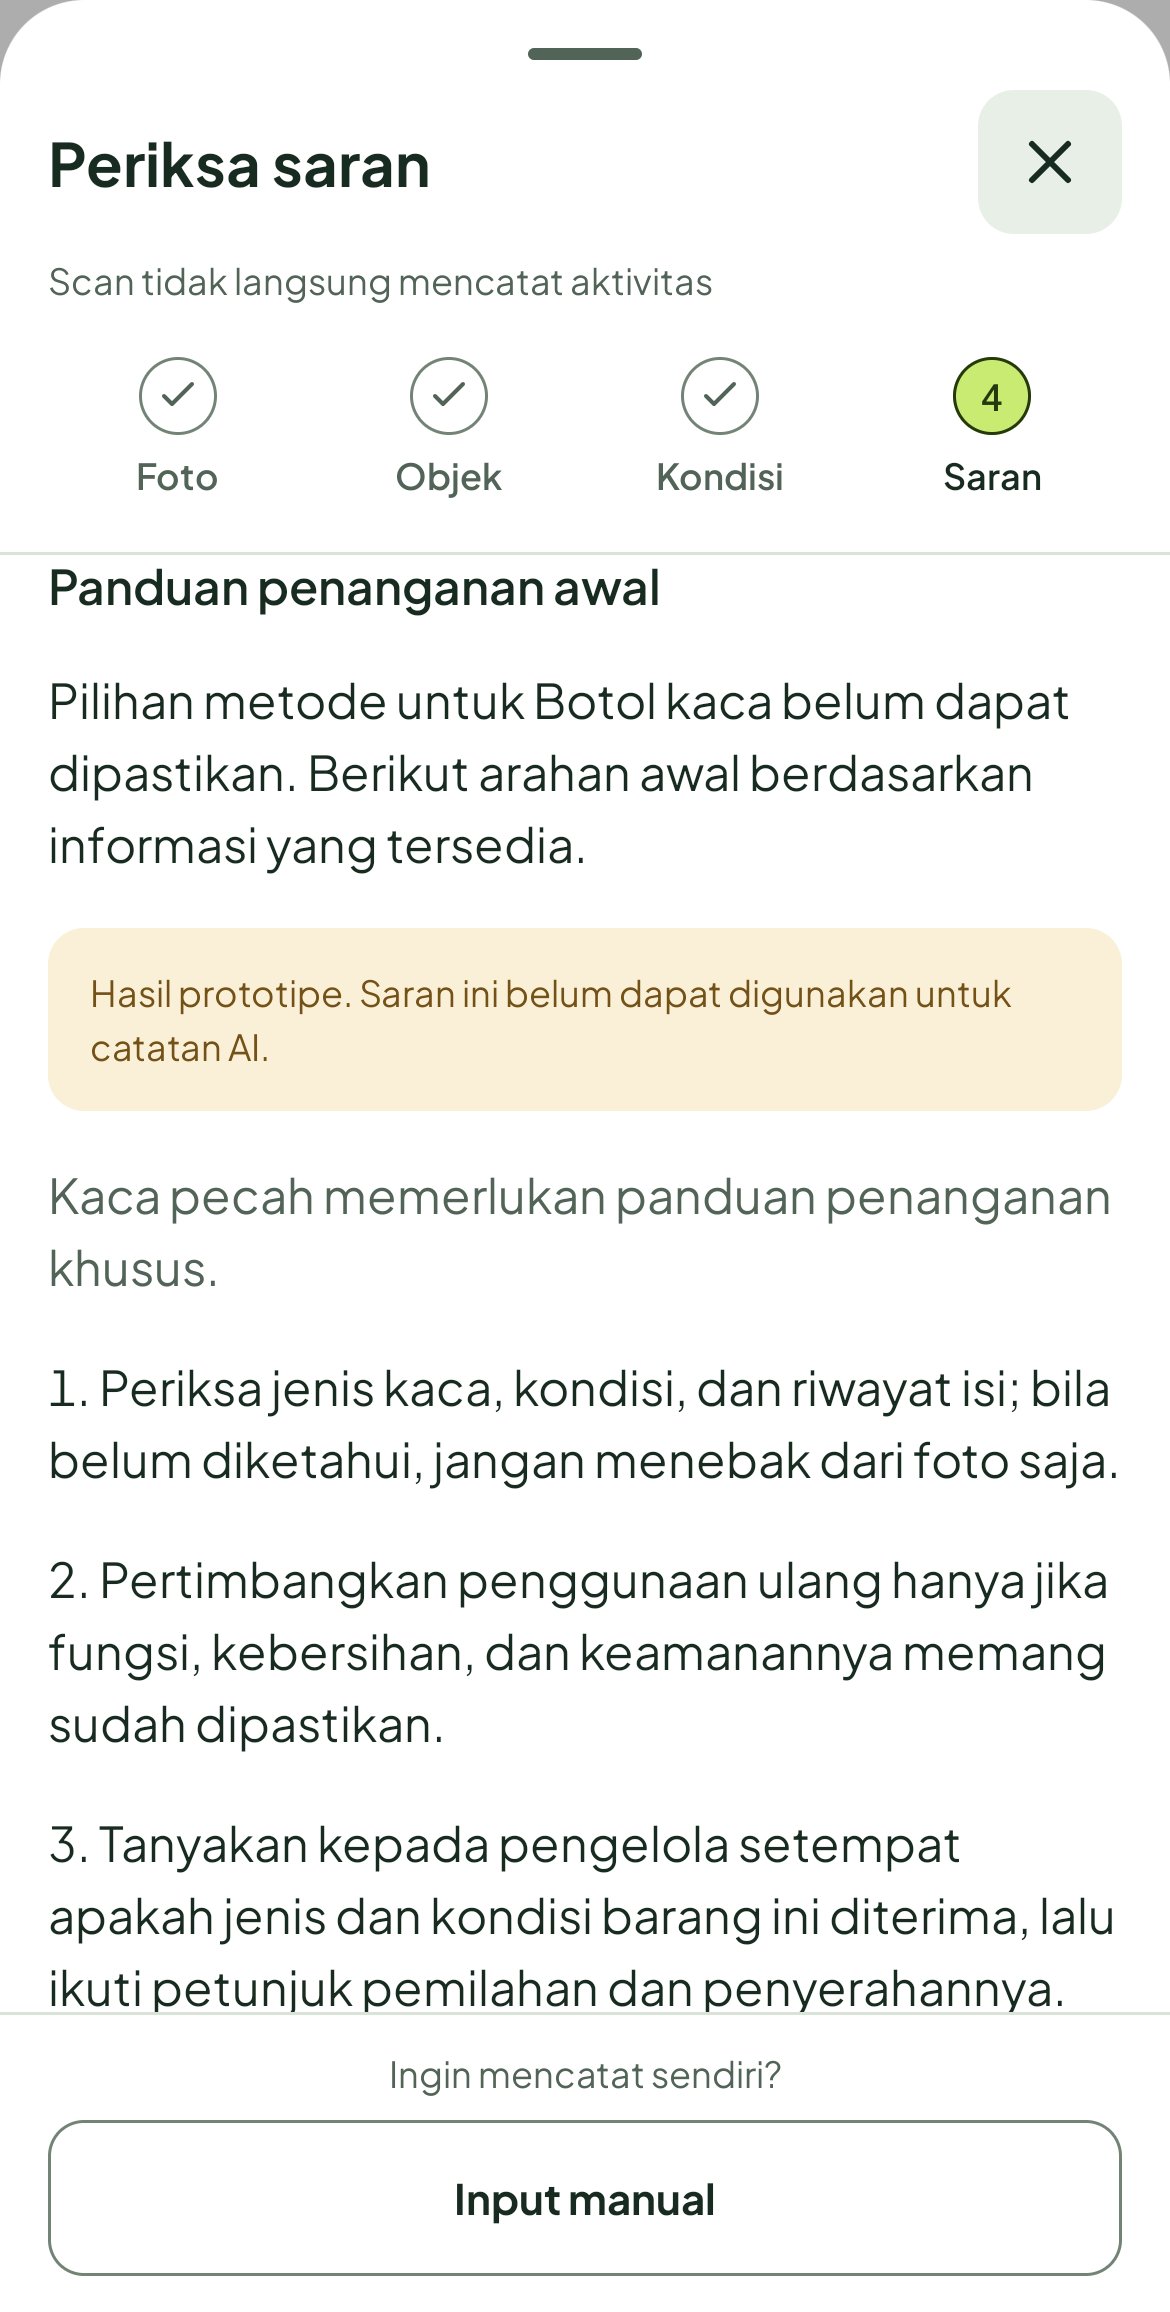 Periksa saran
Scan tidak langsung mencatat aktivitas
4
Foto
Objek
Kondisi
Saran
Panduan penanganan awal
Pilihan metode untuk Botol kaca belum dapat
dipastikan. Berikut arahan awal berdasarkan
informasi yang tersedia.
Hasil prototipe. Saran ini belum dapat digunakan untuk
catatan AI.
Kaca pecah memerlukan panduan penanganan
khusus.
1. Periksa jenis kaca, kondisi, dan riwayat isi; bila
belum diketahui, jangan menebak dari foto saja.
2. Pertimbangkan penggunaan ulang hanya jika
fungsi, kebersihan, dan keamanannya memang
sudah dipastikan.
3. Tanyakan kepada pengelola setempat
apakah jenis dan kondisi barang ini diterima, lalu
ikuti petunjuk pemilahan dan penyerahannya.
Ingin mencatat sendiri?
Input manual